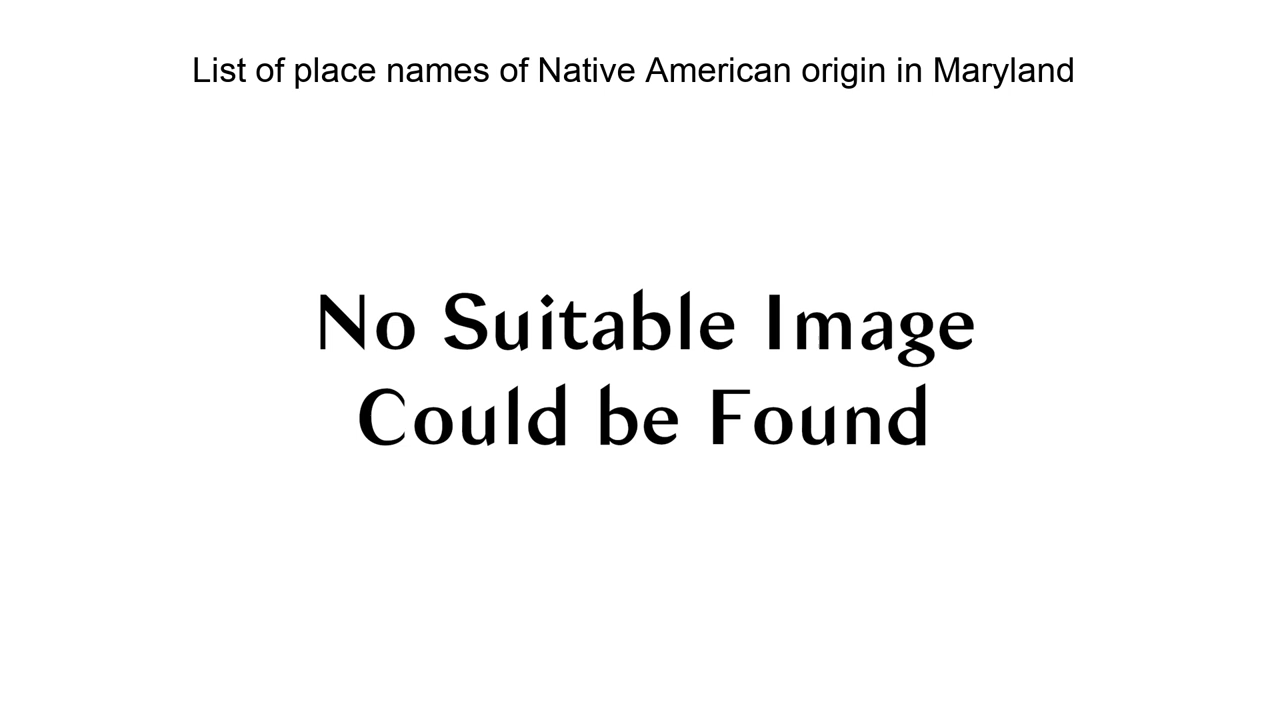 List of place names of Native American origin in Maryland
No Suitable Image
Could be Found